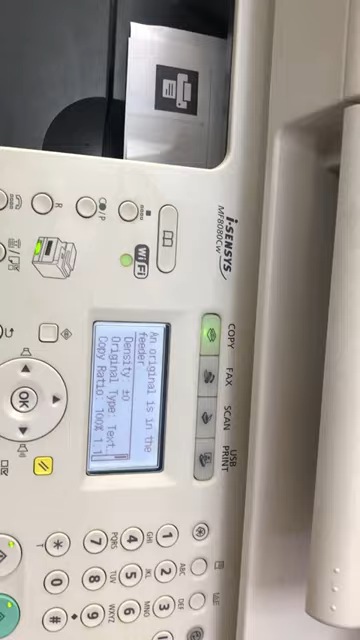 i-SENSYS
MF8080Cw
COPY
FAX
SCAN
USB
PRINT
WiFi
An original is in the
feeder
Density: ±0
Original Type: Text
Copy Ratio: 100% 1:1
OK
R
/P
1
2 ABC
3 DEF
4 GHI
5 JKL
6 MNO
7 PQRS
8 TUV
9 WXYZ
* T
0
#